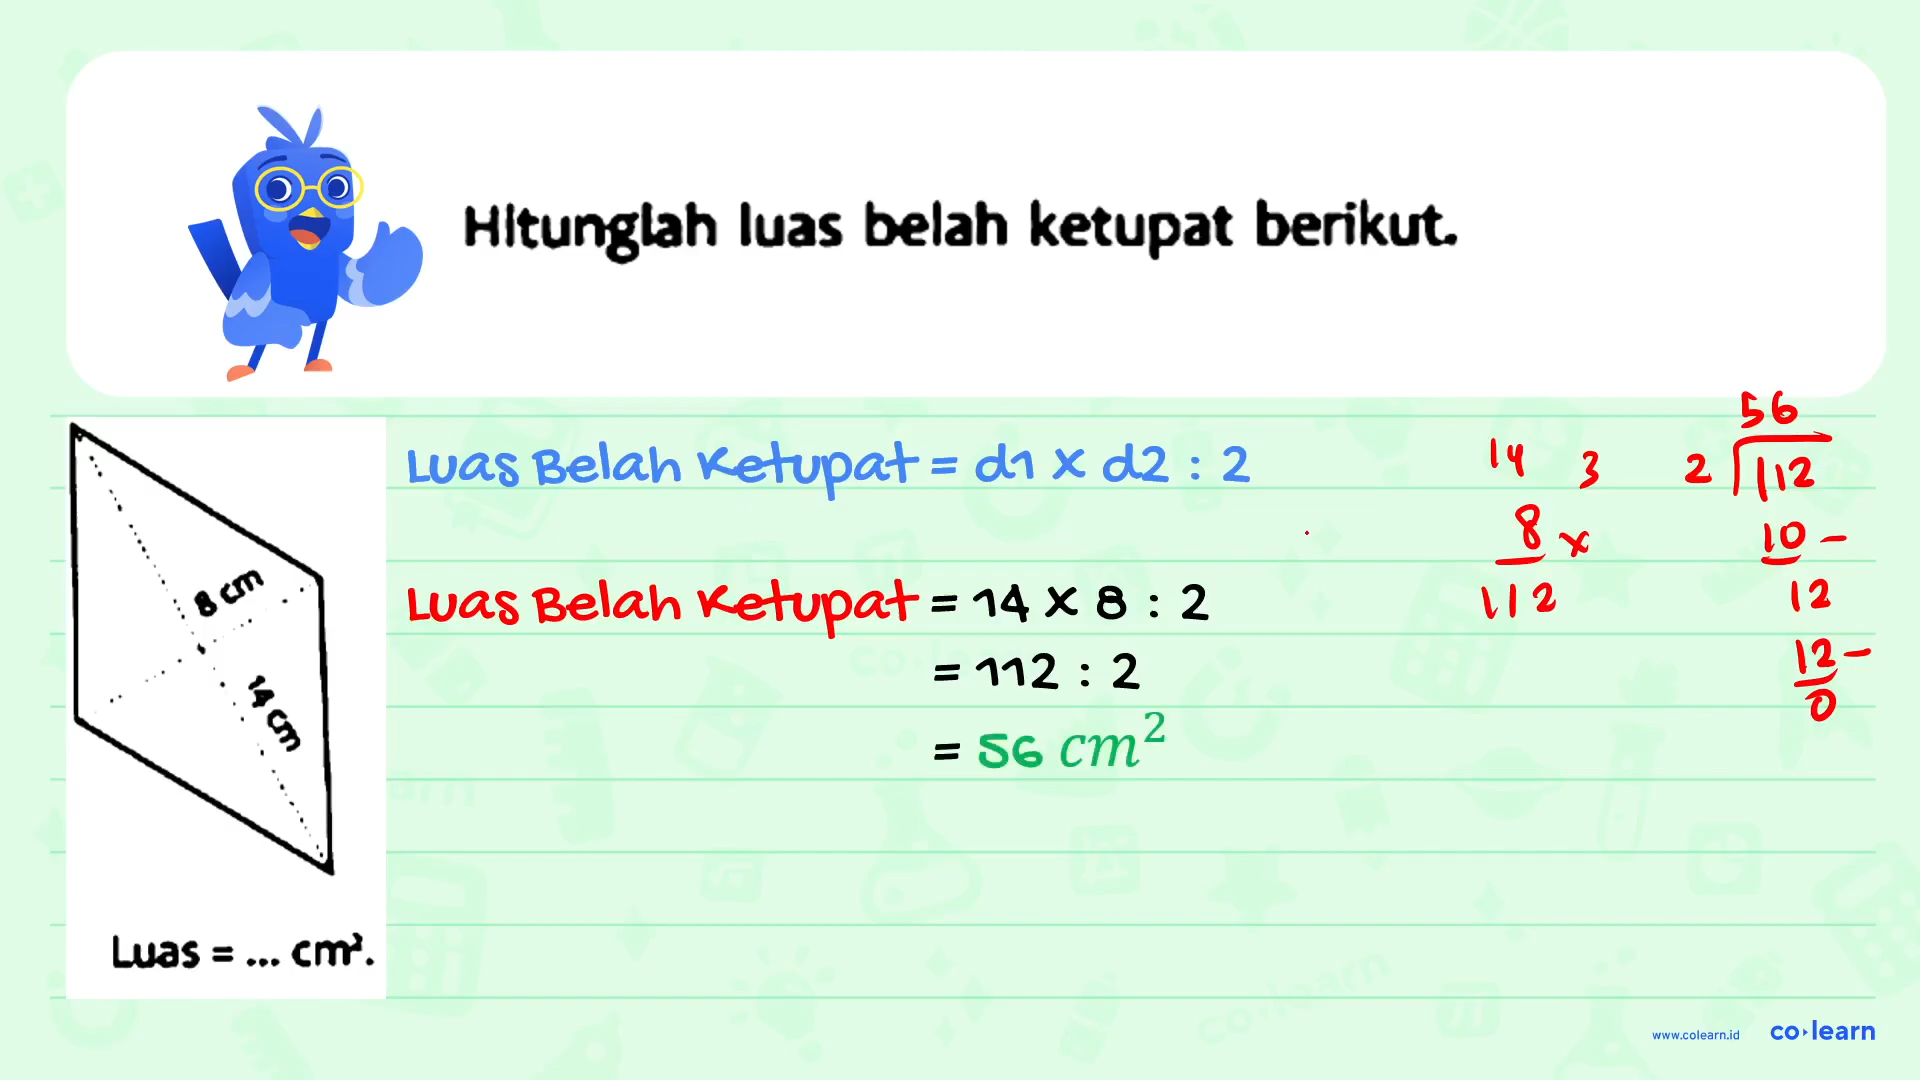 Hitunglah luas belah ketupat berikut.
8 cm
14 cm
Luas = ... cm².
Luas Belah Ketupat = d1 x d2 : 2
Luas Belah Ketupat = 14 x 8 : 2
= 112 : 2
= 56 cm²
14 3
8 x
112
56
2 112
10 -
12
12 -
0
co·learn
www.colearn.id
co·learn